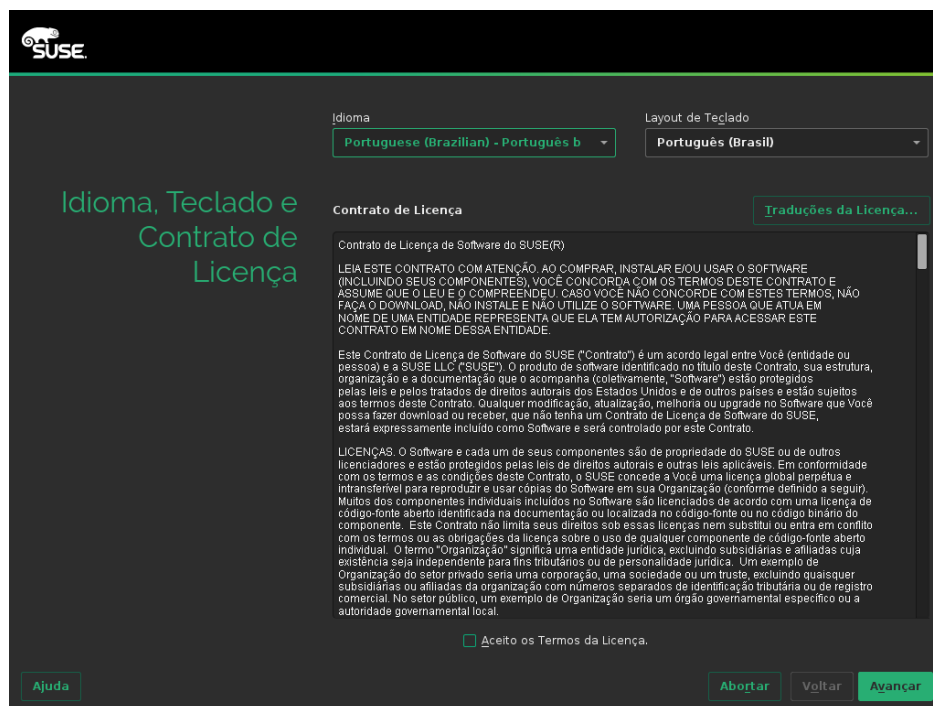 SUSE.
Idioma
Layout de Teclado
Portuguese (Brazilian) - Português b
Português (Brasil)
Idioma, Teclado e
Contrato de
Licença
Contrato de Licença
Traduções da Licença...
Contrato de Licença de Software do SUSE(R)
LEIA ESTE CONTRATO COM ATENÇÃO. AO COMPRAR, INSTALAR E/OU USAR O SOFTWARE
(INCLUINDO SEUS COMPONENTES), VOCÊ CONCORDA COM OS TERMOS DESTE CONTRATO E
ASSUME QUE O LEU E O COMPREENDEU. CASO VOCÊ NÃO CONCORDE COM ESTES TERMOS, NÃO
FAÇA O DOWNLOAD, NÃO INSTALE E NÃO UTILIZE O SOFTWARE. UMA PESSOA QUE ATUA EM
NOME DE UMA ENTIDADE REPRESENTA QUE ELA TEM AUTORIZAÇÃO PARA ACESSAR ESTE
CONTRATO EM NOME DESSA ENTIDADE.
Este Contrato de Licença de Software do SUSE ("Contrato") é um acordo legal entre Você (entidade ou
pessoa) e a SUSE LLC ("SUSE"). O produto de software identificado no título deste Contrato, sua estrutura,
organização e a documentação que o acompanha (coletivamente, "Software") estão protegidos
pelas leis e pelos tratados de direitos autorais dos Estados Unidos e de outros países e estão sujeitos
aos termos deste Contrato. Qualquer modificação, atualização, melhoria ou upgrade no Software que Você
possa fazer download ou receber, que não tenha um Contrato de Licença de Software do SUSE,
estará expressamente incluído como Software e será controlado por este Contrato.
LICENÇAS. O Software e cada um de seus componentes são de propriedade do SUSE ou de outros
licenciadores e estão protegidos pelas leis de direitos autorais e outras leis aplicáveis. Em conformidade
com os termos e as condições deste Contrato, o SUSE concede a Você uma licença global perpétua e
intransferível para reproduzir e usar cópias do Software em sua Organização (conforme definido a seguir).
Muitos dos componentes individuais incluídos no Software são licenciados de acordo com uma licença de
código-fonte aberto identificada na documentação ou localizada no código-fonte ou no código binário do
componente. Este Contrato não limita seus direitos sob essas licenças nem substitui ou entra em conflito
com os termos ou as obrigações da licença sobre o uso de qualquer componente de código-fonte aberto
individual. O termo "Organização" significa uma entidade jurídica, excluindo subsidiárias e afiliadas cuja
existência seja independente para fins tributários ou de personalidade jurídica. Um exemplo de
Organização do setor privado seria uma corporação, uma sociedade ou um truste, excluindo quaisquer
subsidiárias ou afiliadas da organização com números separados de identificação tributária ou de registro
comercial. No setor público, um exemplo de Organização seria um órgão governamental específico ou a
autoridade governamental local.
Aceito os Termos da Licença.
Ajuda
Abortar
Voltar
Avançar